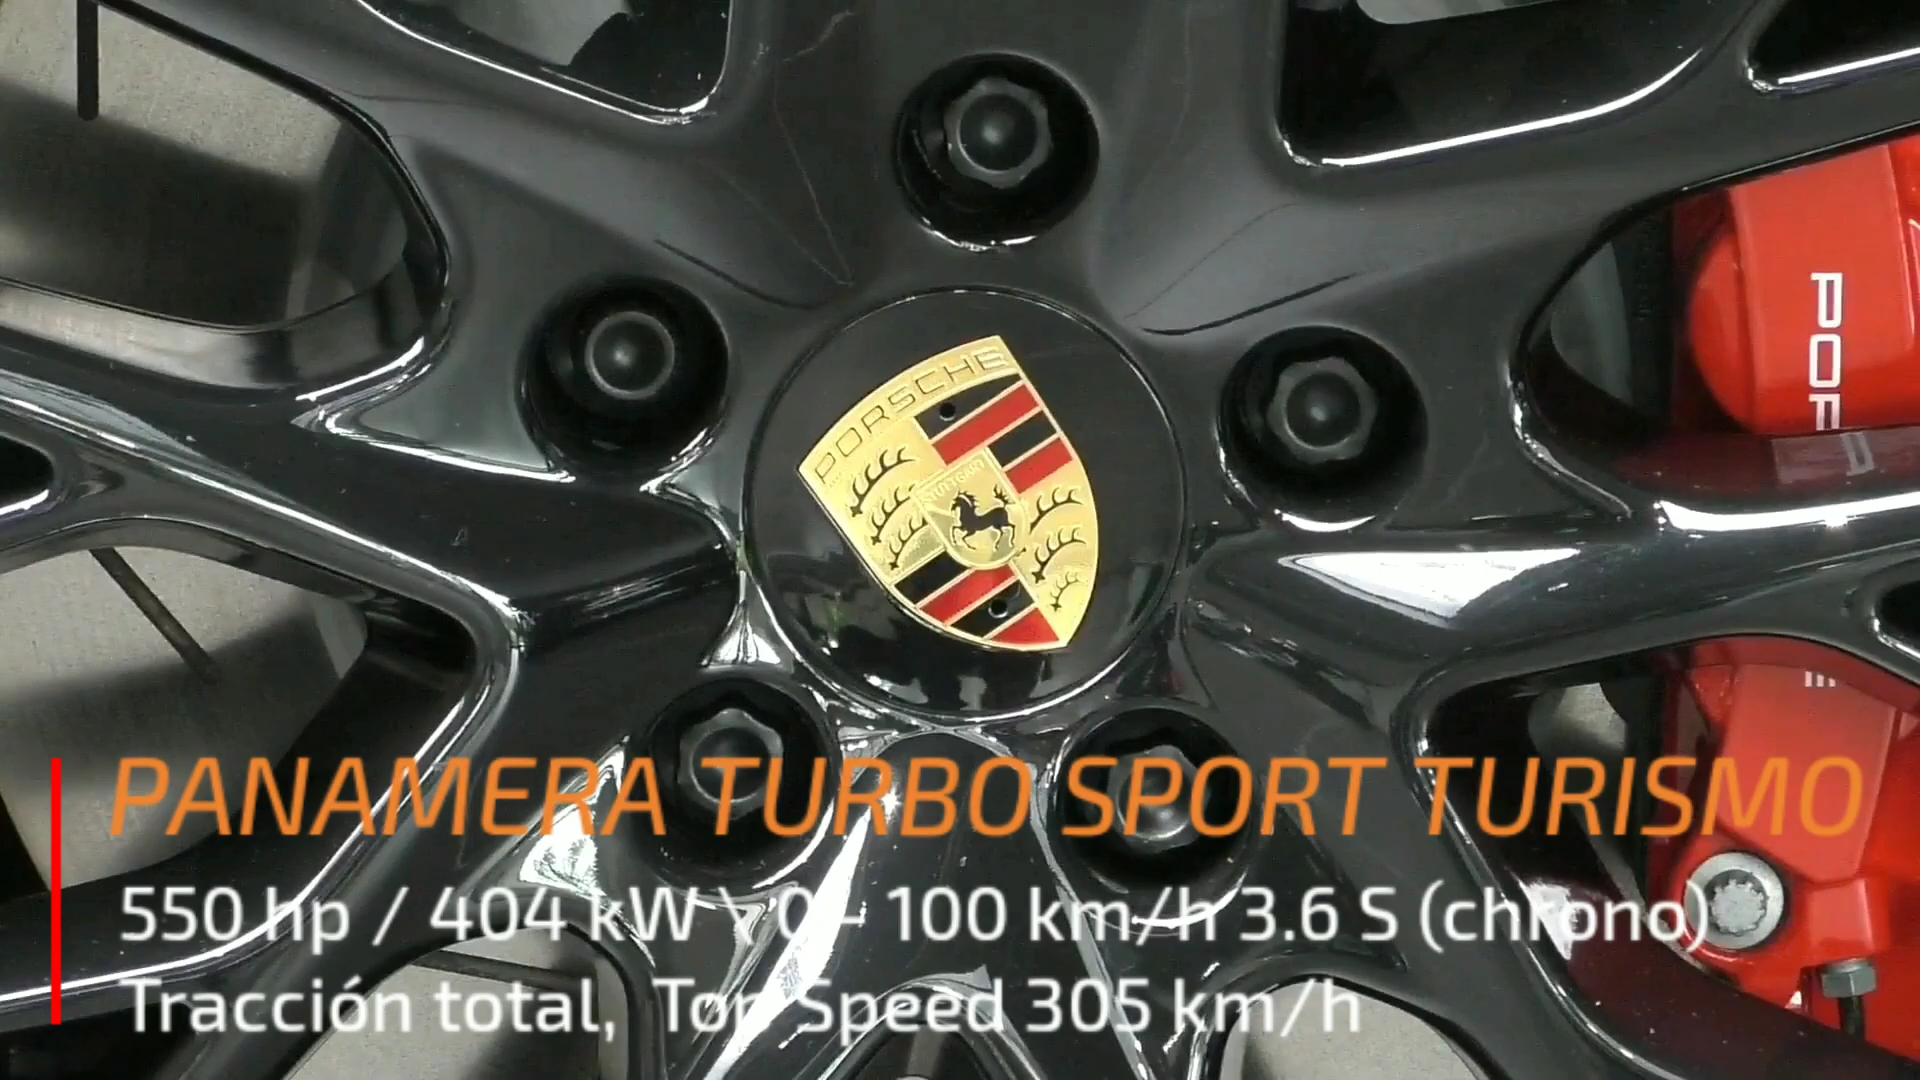 PORSCHE
STUTTGART
POR
PANAMERA TURBO SPORT TURISMO
550 hp / 404 kW \ 0 - 100 km/h 3.6 S (chrono)
Tracción total, Top Speed 305 km/h